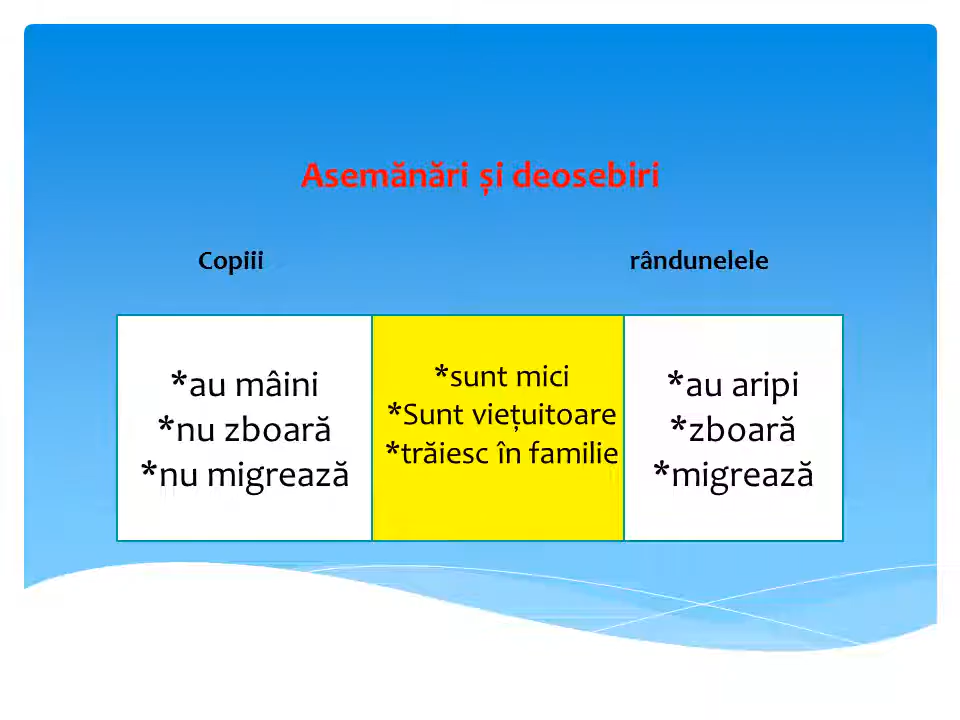 Asemănări și deosebiri
Copiii rândunelele
*au mâini
*nu zboară
*nu migrează
*sunt mici
*Sunt viețuitoare
*trăiesc în familie
*au aripi
*zboară
*migrează